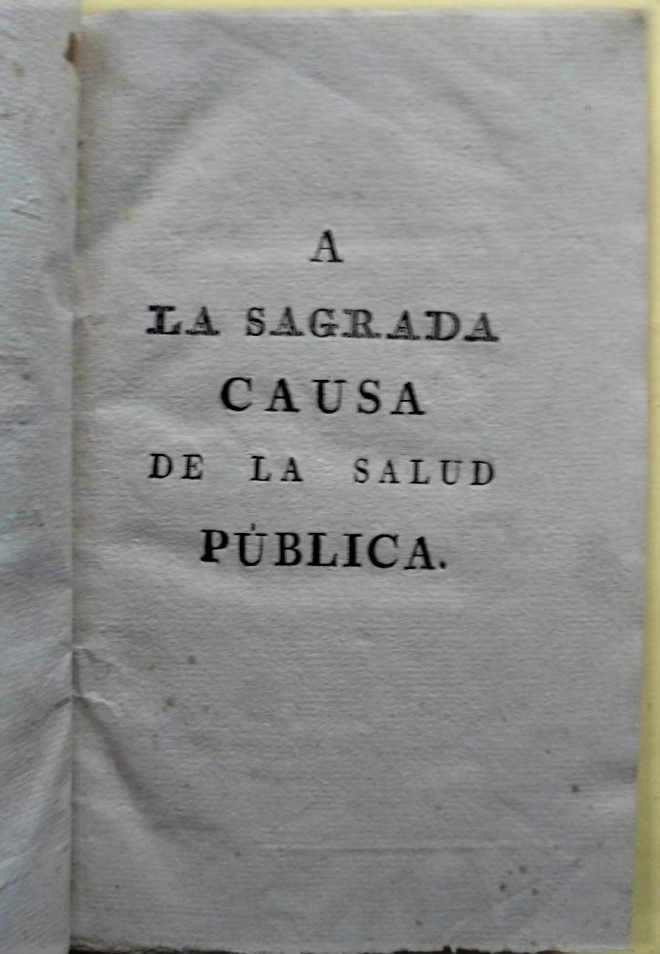 A
LA SAGRADA
CAUSA
DE LA SALUD
PÚBLICA.